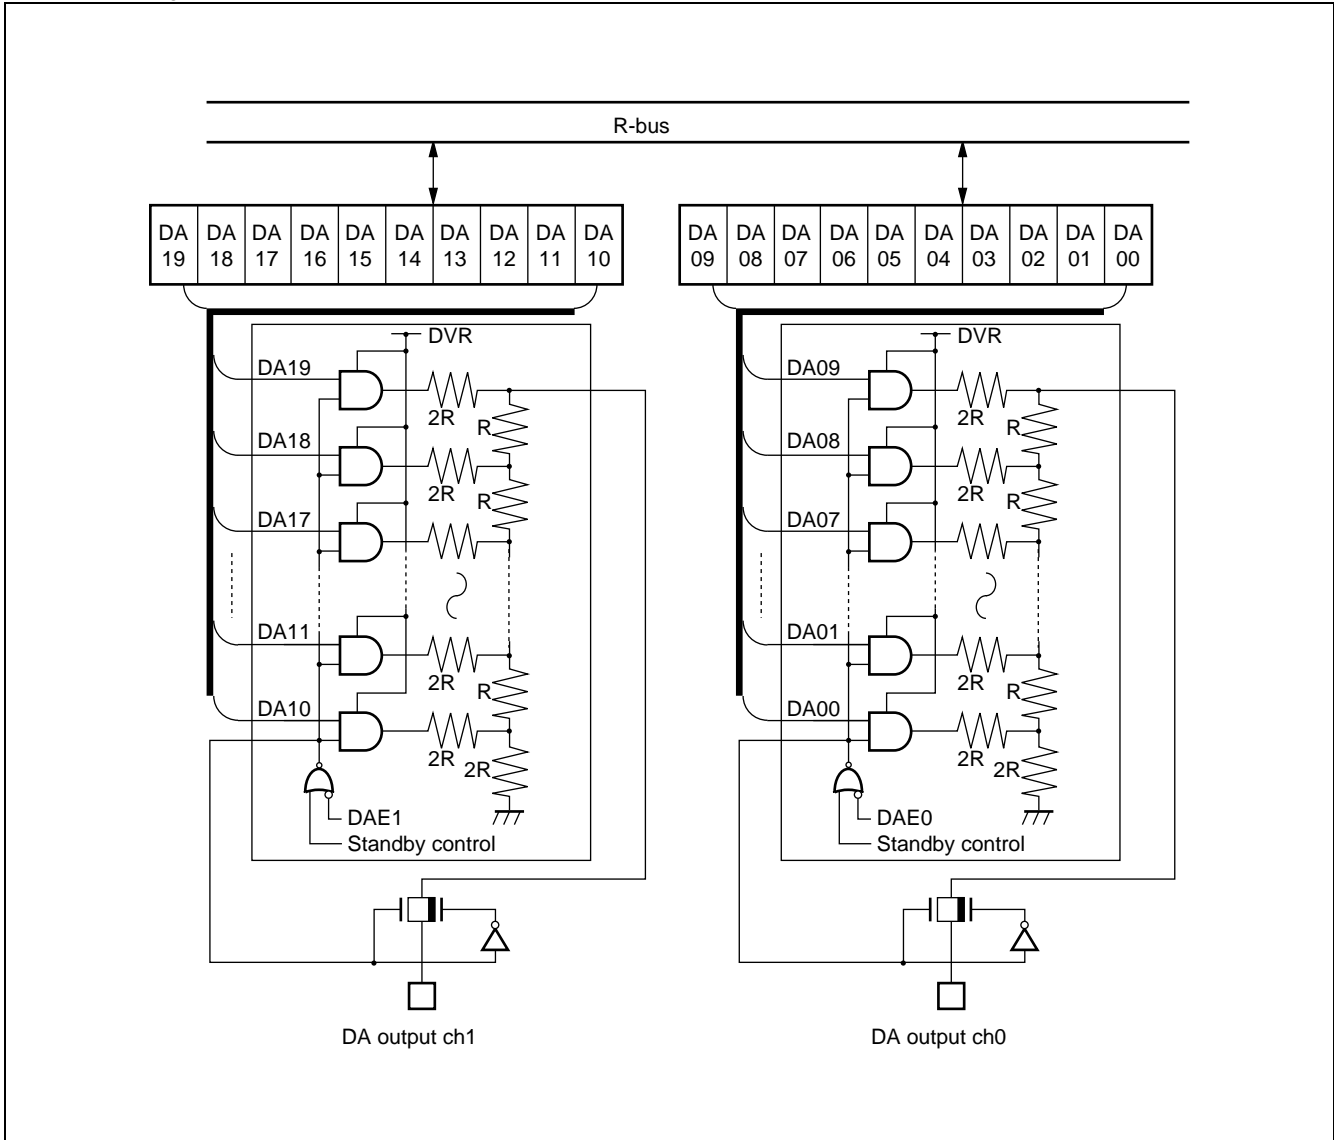 R-bus
DA 19 DA 18 DA 17 DA 16 DA 15 DA 14 DA 13 DA 12 DA 11 DA 10
DA 09 DA 08 DA 07 DA 06 DA 05 DA 04 DA 03 DA 02 DA 01 DA 00
DVR
DA19
2R
R
DA18
2R
R
DA17
DA11
2R
R
DA10
2R
2R
DAE1
Standby control
DA output ch1
DVR
DA09
2R
R
DA08
2R
R
DA07
DA01
2R
R
DA00
2R
2R
DAE0
Standby control
DA output ch0